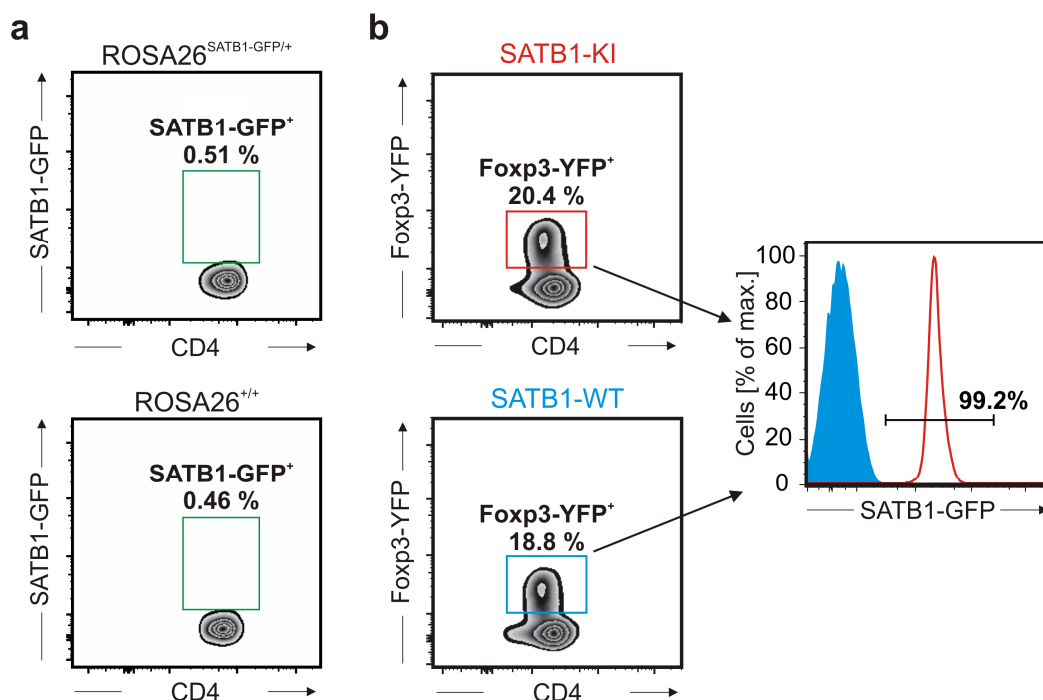 a
ROSA26SATB1-GFP/+
SATB1-GFP+
0.51 %
SATB1-GFP
CD4
ROSA26+/+
SATB1-GFP+
0.46 %
SATB1-GFP
CD4
b
SATB1-KI
Foxp3-YFP+
20.4 %
Foxp3-YFP
CD4
SATB1-WT
Foxp3-YFP+
18.8 %
Foxp3-YFP
CD4
Cells [% of max.]
100
80
60
40
20
0
99.2%
SATB1-GFP